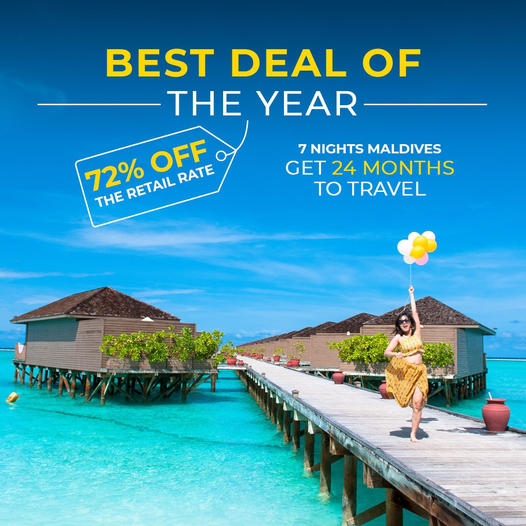 BEST DEAL OF
THE YEAR
72% OFF
THE RETAIL RATE
7 NIGHTS MALDIVES
GET 24 MONTHS
TO TRAVEL